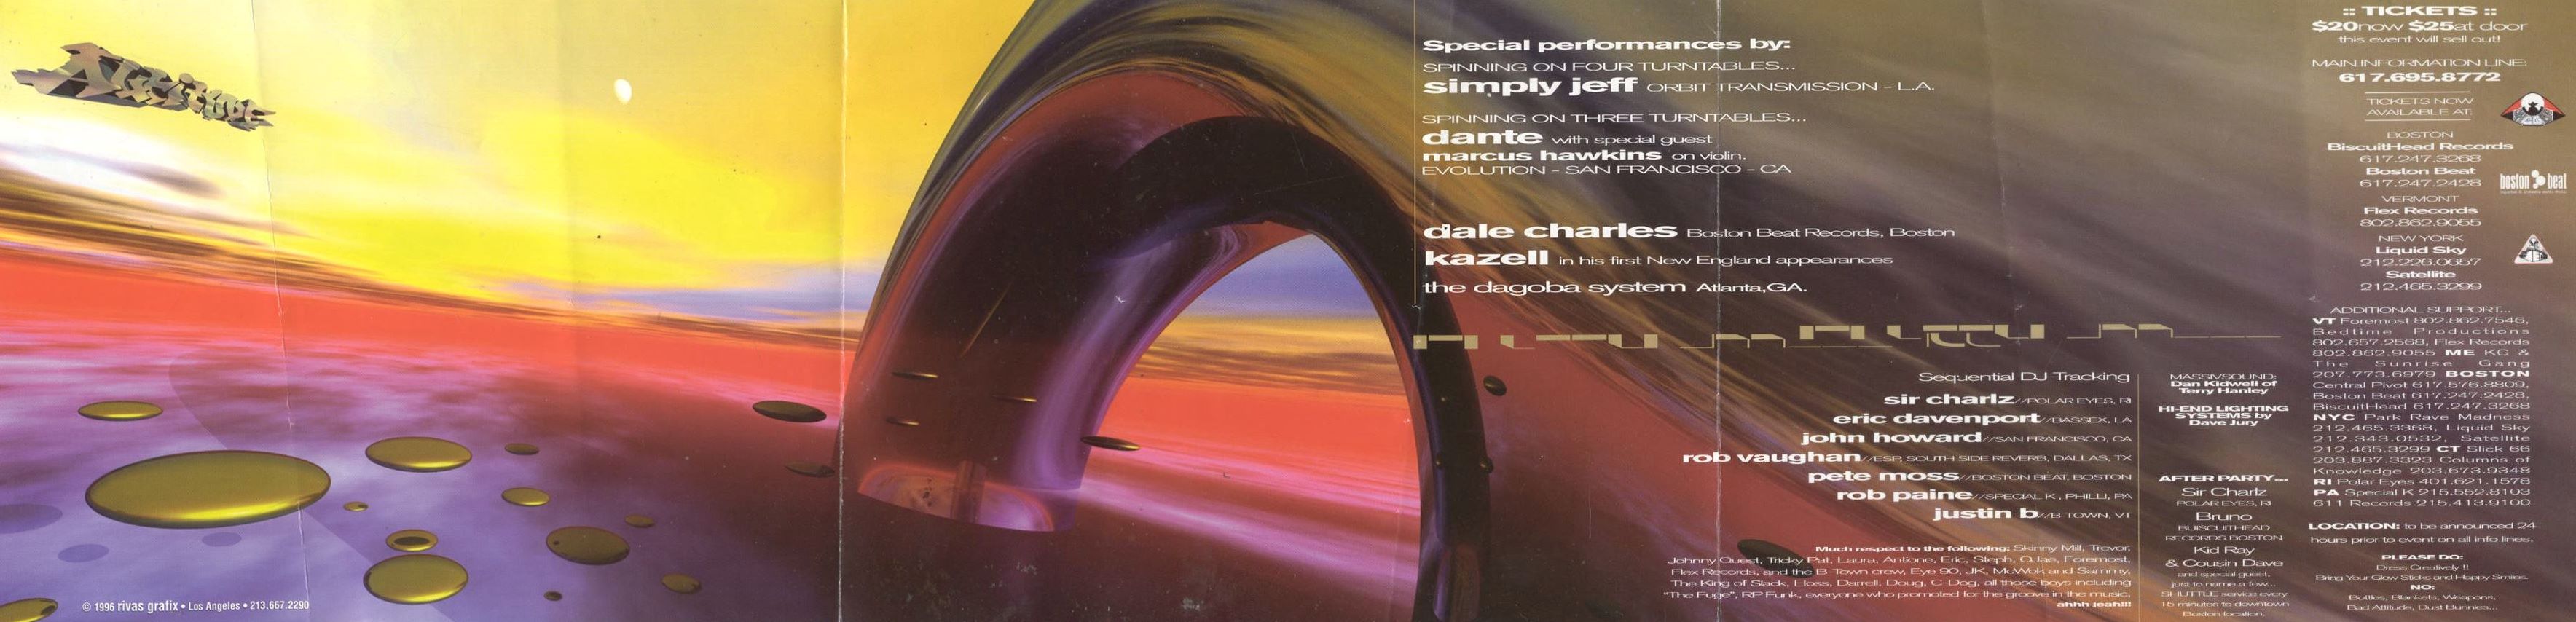 © 1996 rivas grafix • Los Angeles • 213.667.2290
Special performances by:
SPINNING ON FOUR TURNTABLES...
simply jeff ORBIT TRANSMISSION - L.A.
SPINNING ON THREE TURNTABLES...
dante with special guest
marcus hawkins on violin.
EVOLUTION - SAN FRANCISCO - CA
dale charles Boston Beat Records, Boston
kazell in his first New England appearances
the dagoba system Atlanta,GA.
Sequential DJ Tracking
sir charlz//POLAR EYES, RI
eric davenport//BASSEX, LA
john howard//SAN FRANCISCO, CA
rob vaughan//ESP, SOUTH SIDE REVERB, DALLAS, TX
pete moss//BOSTON BEAT, BOSTON
rob paine//SPECIAL K, PHILLI, PA
justin b//B-TOWN, VT
Much respect to the following: Skinny Mill, Trevor,
Johnny Quest, Tricky Pat, Laura, Antione, Eric, Steph, OJae, Foremost,
Flex Records, and the B-Town crew, Eye 90, JK, McWolf and Sammy,
The King of Slack, Hoss, Darrell, Doug, C-Dog, all those boys including
"The Fuge", RP Funk, everyone who promoted for the groove in the music,
ahhh jeah!!!
MASSIVSOUND:
Dan Kidwell of
Terry Hanley
HI-END LIGHTING
SYSTEMS by
Dave Jury
AFTER PARTY...
Sir Charlz
POLAR EYES, RI
Bruno
BUISCUITHEAD
RECORDS BOSTON
Kid Ray
& Cousin Dave
and special guest,
just to name a few...
SHUTTLE service every
15 minutes to downtown
Boston location.
:: TICKETS ::
$20now $25at door
this event will sell out!
MAIN INFORMATION LINE:
617.695.8772
TICKETS NOW
AVAILABLE AT:
BOSTON
BiscuitHead Records
617.247.3268
Boston Beat
617.247.2428
VERMONT
Flex Records
802.862.9055
NEW YORK
Liquid Sky
212.226.0657
Satellite
212.465.3299
boston beat
ADDITIONAL SUPPORT...
VT Foremost 802.862.7546,
Bedtime Productions
802.657.2568, Flex Records
802.862.9055 ME KC &
The Sunrise Gang
207.773.6979 BOSTON
Central Pivot 617.576.8809,
Boston Beat 617.247.2428,
BiscuitHead 617.247.3268
NYC Park Rave Madness
212.465.3368, Liquid Sky
212.343.0532, Satellite
212.465.3299 CT Slick 66
203.887.3323 Columns of
Knowledge 203.673.9348
RI Polar Eyes 401.621.1578
PA Special K 215.552.8103
611 Records 215.413.9100
LOCATION: to be announced 24
hours prior to event on all info lines.
PLEASE DO:
Dress Creatively !!
Bring Your Glow Sticks and Happy Smiles.
NO:
Bottles, Blankets, Weapons,
Bad Attitude, Dust Bunnies...